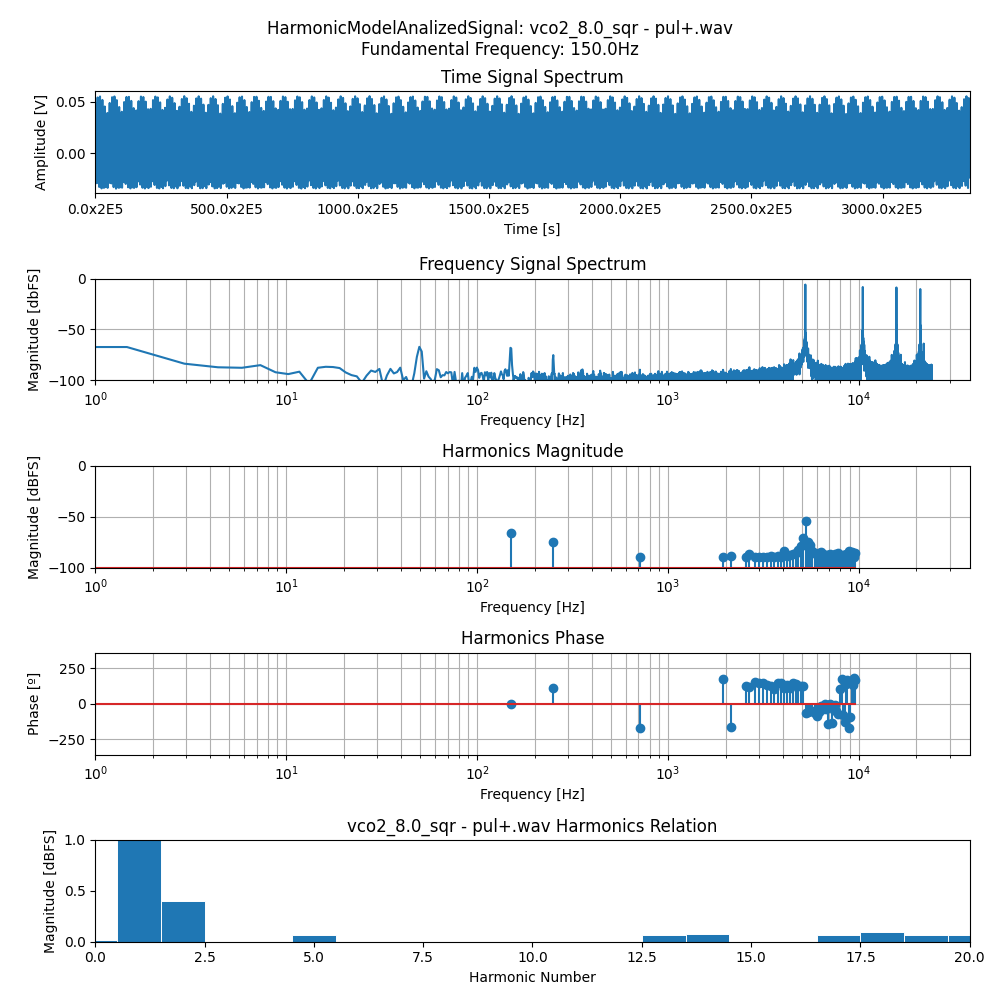 HarmonicModelAnalizedSignal: vco2_8.0_sqr - pul+.wav
Fundamental Frequency: 150.0Hz
Time Signal Spectrum
Amplitude [V]
0.05
0.00
0.0x2E5 500.0x2E5 1000.0x2E5 1500.0x2E5 2000.0x2E5 2500.0x2E5 3000.0x2E5
Time [s]
Frequency Signal Spectrum
Magnitude [dbFS]
0
−50
−100
10⁰ 10¹ 10² 10³ 10⁴
Frequency [Hz]
Harmonics Magnitude
Magnitude [dBFS]
0
−50
−100
10⁰ 10¹ 10² 10³ 10⁴
Frequency [Hz]
Harmonics Phase
Phase [º]
250
0
−250
10⁰ 10¹ 10² 10³ 10⁴
Frequency [Hz]
vco2_8.0_sqr - pul+.wav Harmonics Relation
Magnitude [dBFS]
1.0
0.5
0.0
0.0 2.5 5.0 7.5 10.0 12.5 15.0 17.5 20.0
Harmonic Number